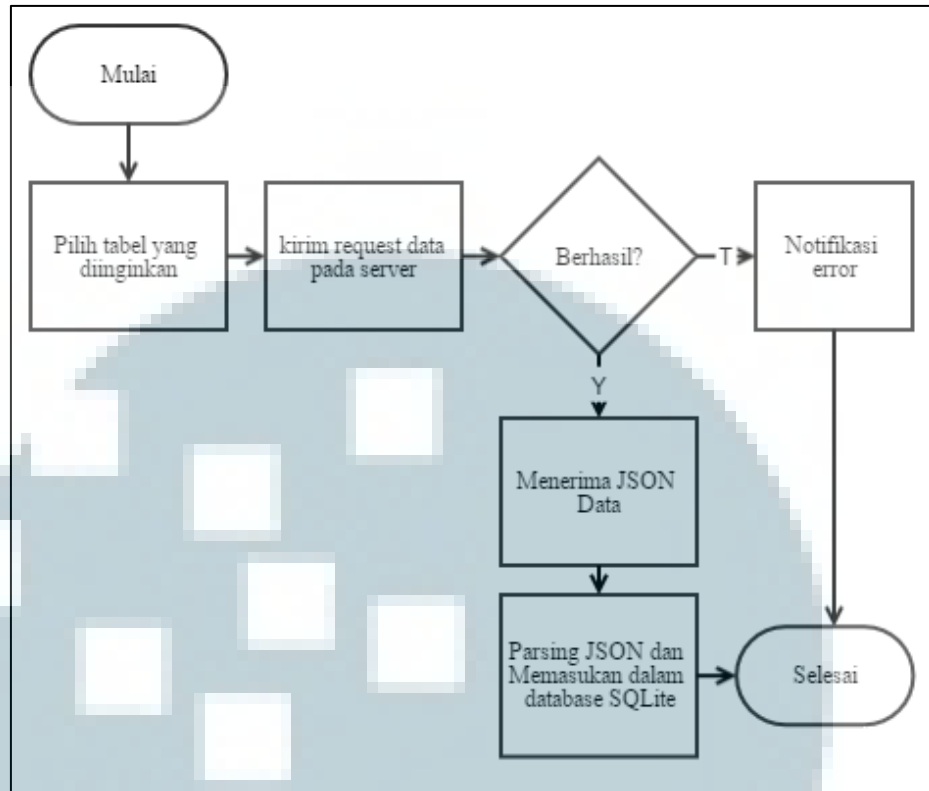 Mulai
Pilih tabel yang
diinginkan
kirim request data
pada server
Berhasil?
T
Notifikasi
error
Y
Menerima JSON
Data
Parsing JSON dan
Memasukan dalam
database SQLite
Selesai